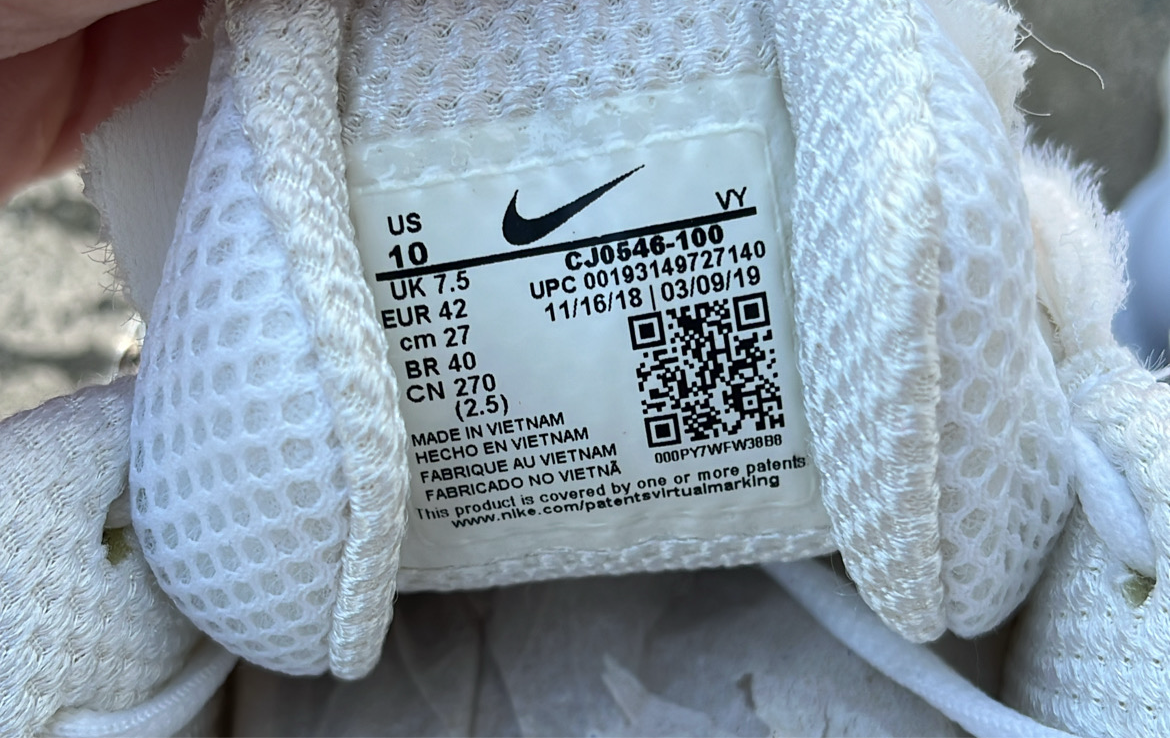 US
10
VY
CJ0546-100
UPC 00193149727140
11/16/18 | 03/09/19
UK 7.5
EUR 42
cm 27
BR 40
CN 270
(2.5)
000PY7WFW38B8
MADE IN VIETNAM
HECHO EN VIETNAM
FABRIQUE AU VIETNAM
FABRICADO NO VIETNÃ
This product is covered by one or more patents
www.nike.com/patentsvirtualmarking